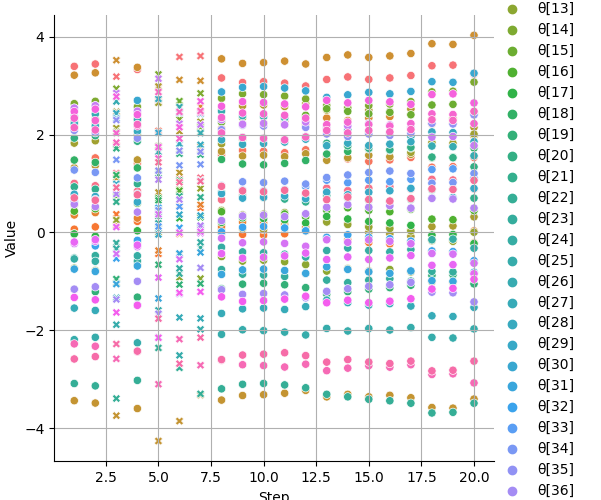 θ[13]
θ[14]
θ[15]
θ[16]
θ[17]
θ[18]
θ[19]
θ[20]
θ[21]
θ[22]
θ[23]
θ[24]
θ[25]
θ[26]
θ[27]
θ[28]
θ[29]
θ[30]
θ[31]
θ[32]
θ[33]
θ[34]
θ[35]
θ[36]
Value
4
2
0
−2
−4
2.5 5.0 7.5 10.0 12.5 15.0 17.5 20.0
Step